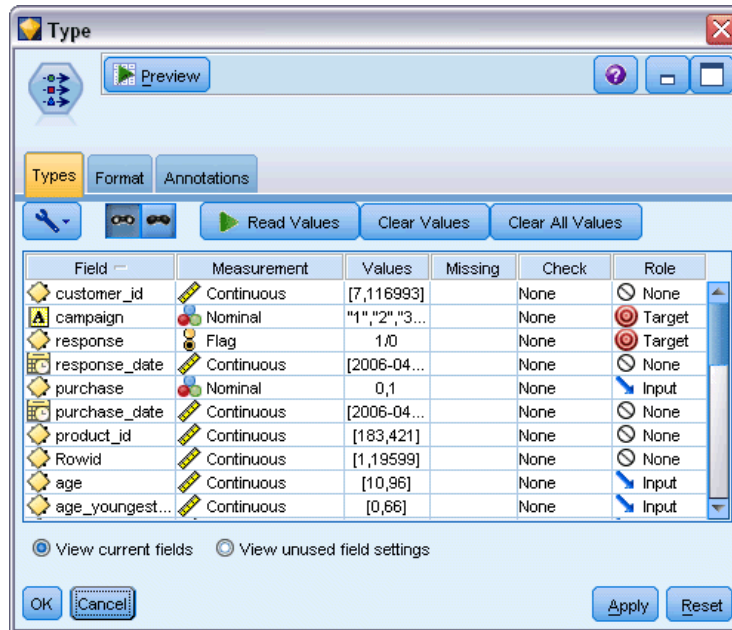 Type
Preview
Types Format Annotations
Read Values Clear Values Clear All Values
Field Measurement Values Missing Check Role
customer_id Continuous [7,116993] None None
A campaign Nominal "1","2","3... None Target
response Flag 1/0 None Target
response_date Continuous [2006-04... None None
purchase Nominal 0,1 None Input
purchase_date Continuous [2006-04... None None
product_id Continuous [183,421] None None
Rowid Continuous [1,19599] None None
age Continuous [10,96] None Input
age_youngest... Continuous [0,66] None Input
View current fields View unused field settings
OK Cancel Apply Reset